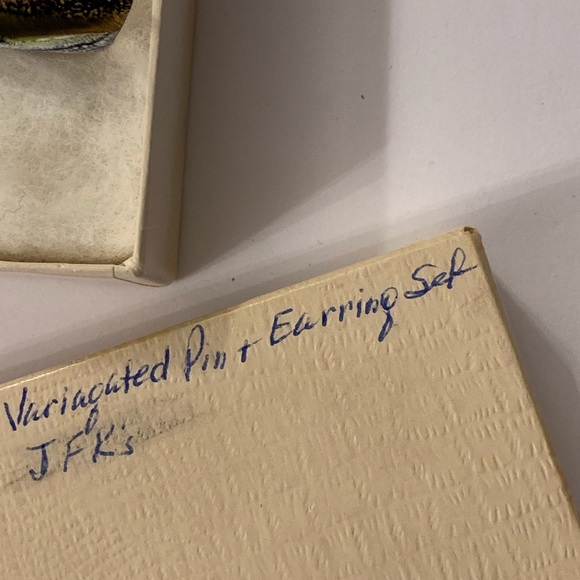 Variagated Pin + Earring Set
JFK's